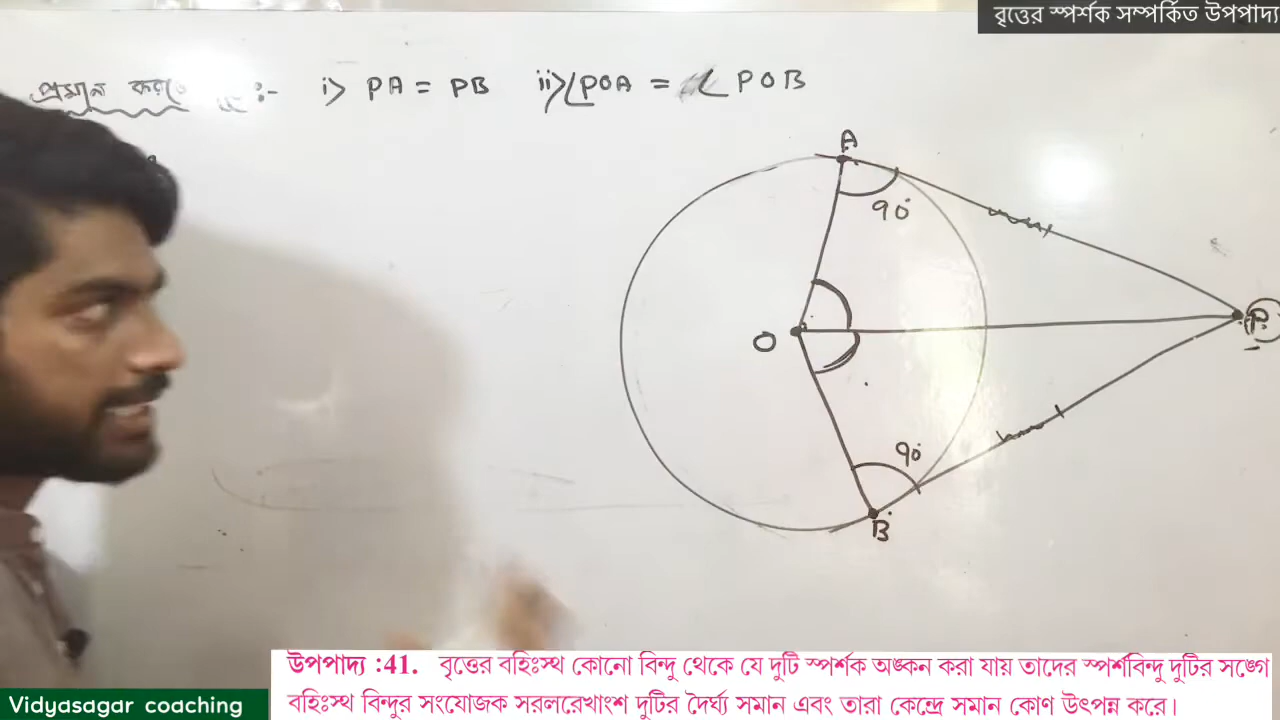 বৃত্তের স্পর্শক সম্পর্কিত উপপাদ্য
প্রমান করতে :- i> PA = PB ii> ∠POA = ∠POB
A
90°
P
O
90°
B
উপপাদ্য :41. বৃত্তের বহিঃস্থ কোনো বিন্দু থেকে যে দুটি স্পর্শক অঙ্কন করা যায় তাদের স্পর্শবিন্দু দুটির সঙ্গে
বহিঃস্থ বিন্দুর সংযোজক সরলরেখাংশ দুটির দৈর্ঘ্য সমান এবং তারা কেন্দ্রে সমান কোণ উৎপন্ন করে।
Vidyasagar coaching